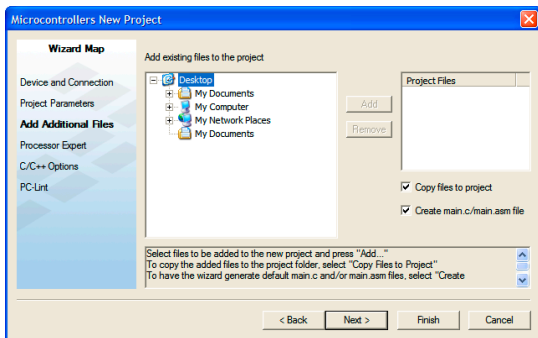 Microcontrollers New Project
Wizard Map
Device and Connection
Project Parameters
Add Additional Files
Processor Expert
C/C++ Options
PC-Lint
Add existing files to the project
Desktop
My Documents
My Computer
My Network Places
My Documents
Add
Remove
Project Files
Copy files to project
Create main.c/main.asm file
Select files to be added to the new project and press "Add..."
To copy the added files to the project folder, select "Copy Files to Project"
To have the wizard generate default main.c and/or main.asm files, select "Create
< Back
Next >
Finish
Cancel